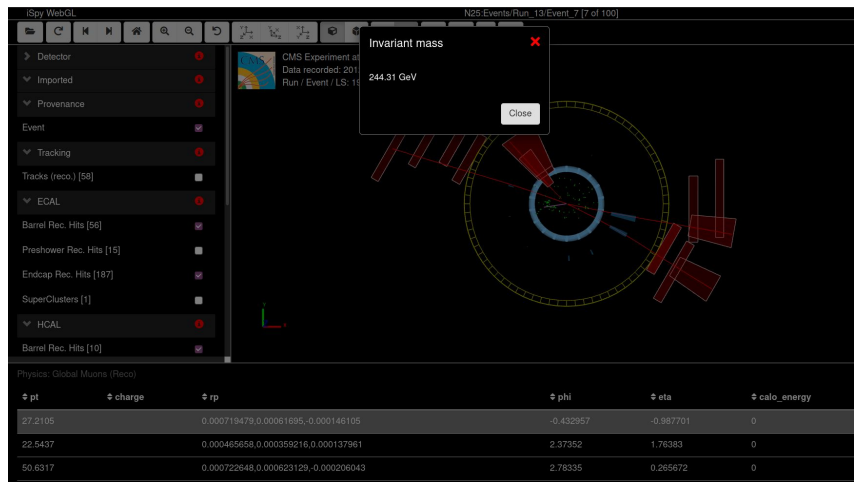 iSpy WebGL
N25:Events/Run_13/Event_7 [7 of 100]
Detector
Imported
Provenance
Event
Tracking
Tracks (reco.) [58]
ECAL
Barrel Rec. Hits [56]
Preshower Rec. Hits [15]
Endcap Rec. Hits [187]
SuperClusters [1]
HCAL
Barrel Rec. Hits [10]
CMS
CMS Experiment at
Data recorded: 201
Run / Event / LS: 19
Invariant mass
244.31 GeV
Close
Physics: Global Muons (Reco)
pt charge rp phi eta calo_energy
27.2105 0.000719479,0.00061695,-0.000146105 -0.432957 -0.987701 0
22.5437 0.000465658,0.000359216,0.000137961 2.37352 1.76383 0
50.6317 0.000722648,0.000623129,-0.000206043 2.78335 0.265672 0